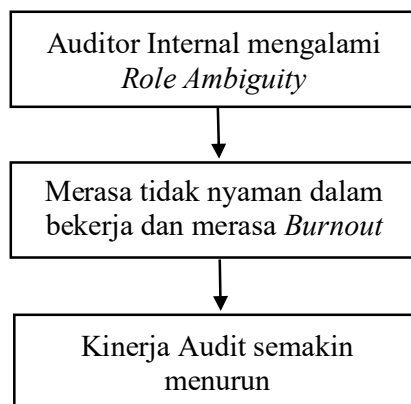 Auditor Internal mengalami
Role Ambiguity
Merasa tidak nyaman dalam
bekerja dan merasa Burnout
Kinerja Audit semakin
menurun